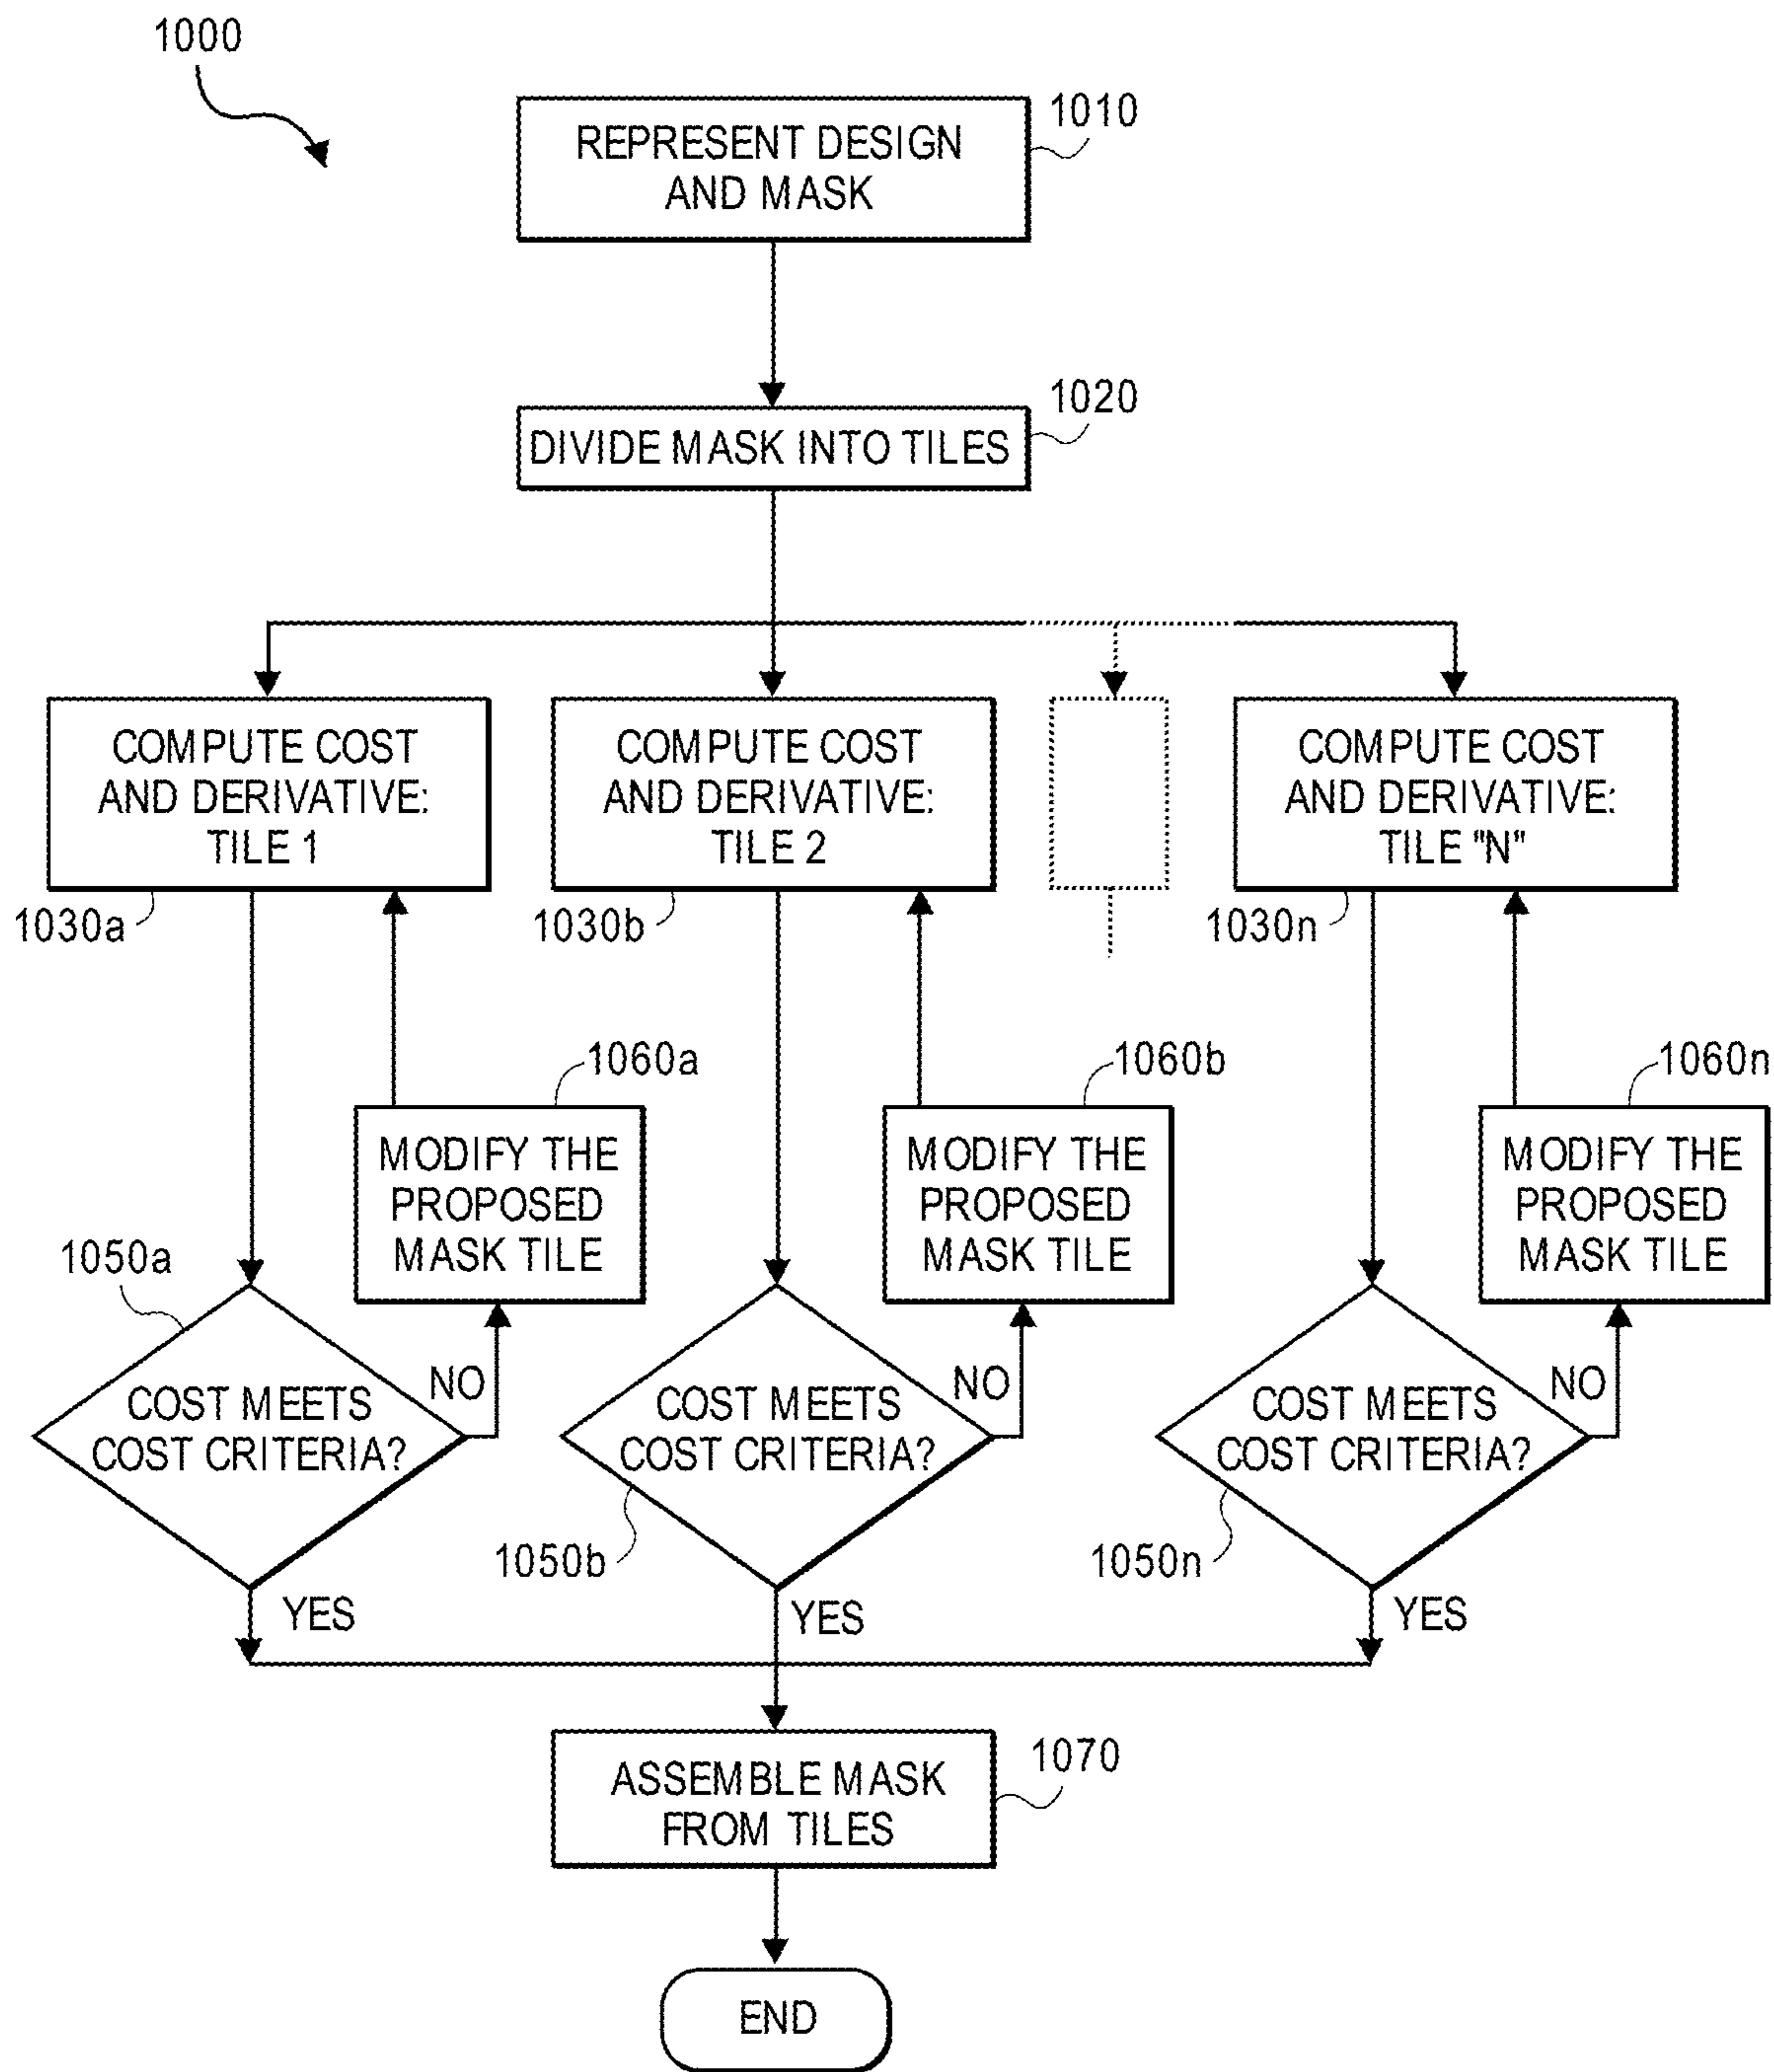 1000
REPRESENT DESIGN
AND MASK
1010
DIVIDE MASK INTO TILES
1020
COMPUTE COST
AND DERIVATIVE:
TILE 1
1030a
COMPUTE COST
AND DERIVATIVE:
TILE 2
1030b
COMPUTE COST
AND DERIVATIVE:
TILE "N"
1030n
1060a
MODIFY THE
PROPOSED
MASK TILE
1060b
MODIFY THE
PROPOSED
MASK TILE
1060n
MODIFY THE
PROPOSED
MASK TILE
1050a
COST MEETS
COST CRITERIA?
NO
YES
COST MEETS
COST CRITERIA?
NO
1050b
YES
COST MEETS
COST CRITERIA?
NO
1050n
YES
ASSEMBLE MASK
FROM TILES
1070
END